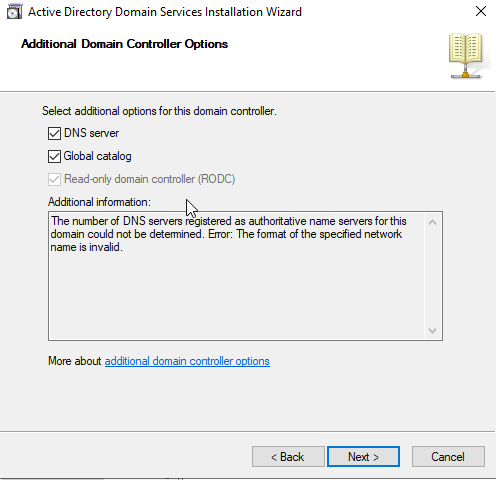 Active Directory Domain Services Installation Wizard
Additional Domain Controller Options
Select additional options for this domain controller.
DNS server
Global catalog
Read-only domain controller (RODC)
Additional information:
The number of DNS servers registered as authoritative name servers for this
domain could not be determined. Error: The format of the specified network
name is invalid.
More about additional domain controller options
< Back Next > Cancel